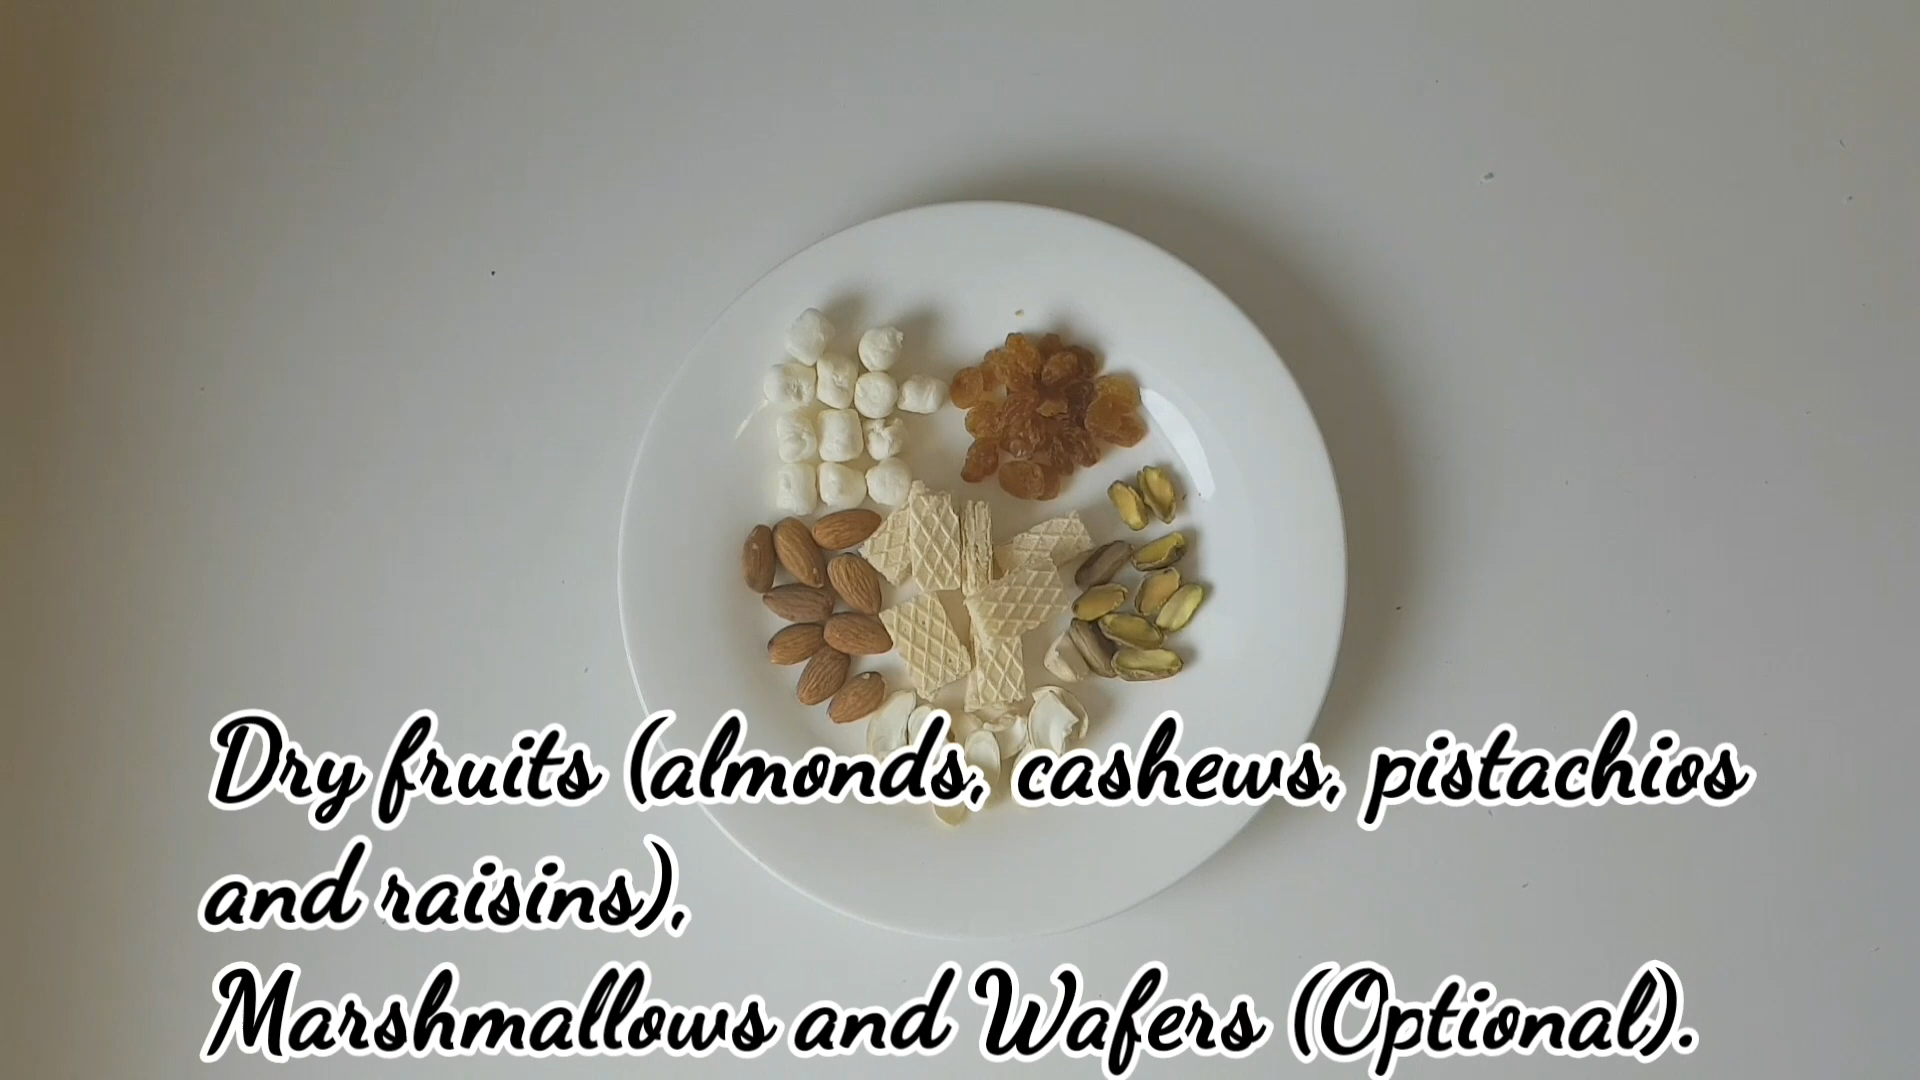 Dry fruits (almonds, cashews, pistachios
and raisins),
Marshmallows and Wafers (Optional).